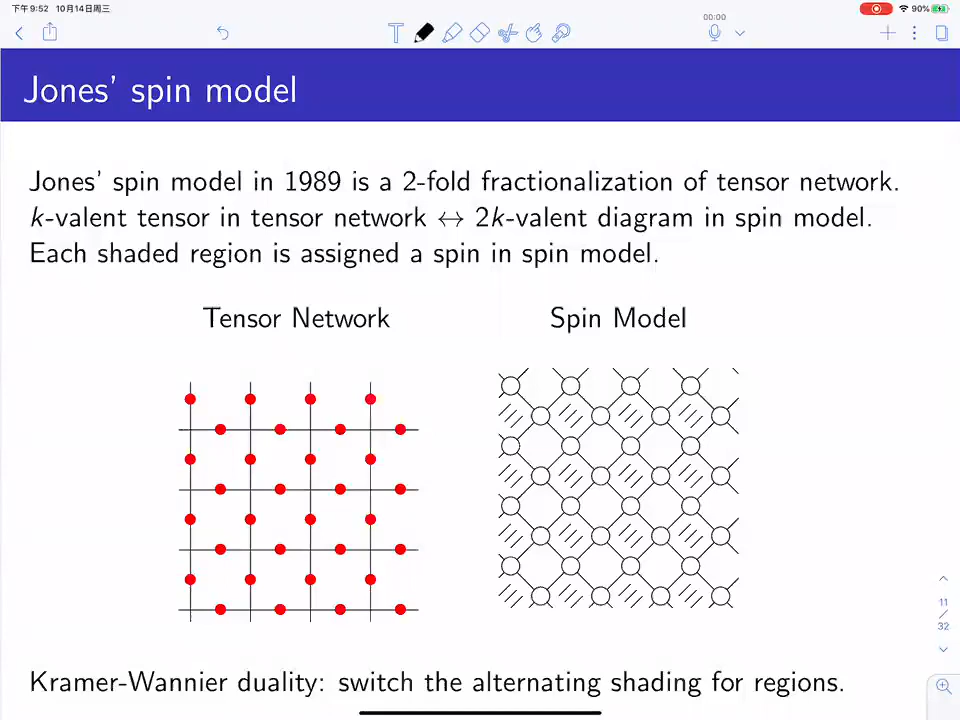 下午9:52 10月14日周三
90%
00:00
Jones' spin model
Jones' spin model in 1989 is a 2-fold fractionalization of tensor network.
k-valent tensor in tensor network ↔ 2k-valent diagram in spin model.
Each shaded region is assigned a spin in spin model.
Tensor Network
Spin Model
11
/
32
Kramer-Wannier duality: switch the alternating shading for regions.